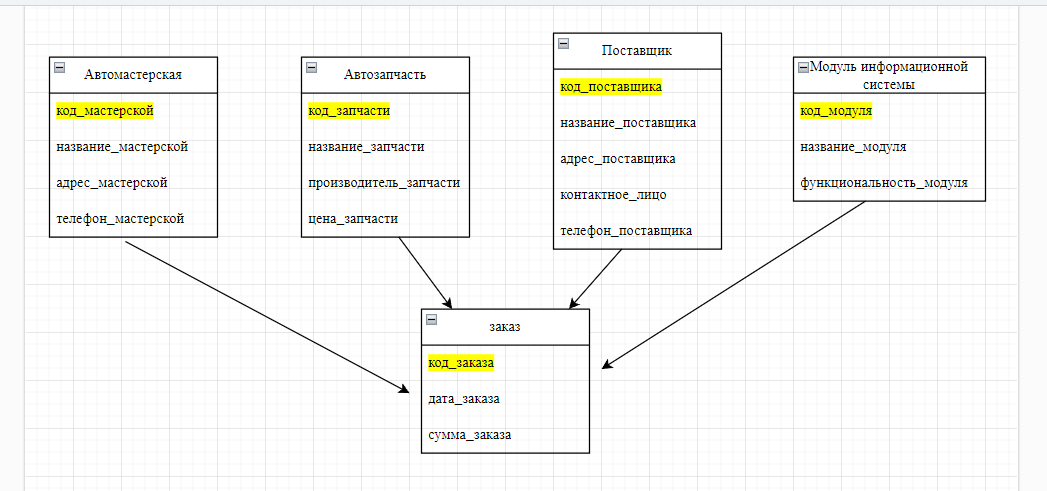 Автомастерская
код_мастерской
название_мастерской
адрес_мастерской
телефон_мастерской
Автозапчасть
код_запчасти
название_запчасти
производитель_запчасти
цена_запчасти
Поставщик
код_поставщика
название_поставщика
адрес_поставщика
контактное_лицо
телефон_поставщика
Модуль информационной
системы
код_модуля
название_модуля
функциональность_модуля
заказ
код_заказа
дата_заказа
сумма_заказа